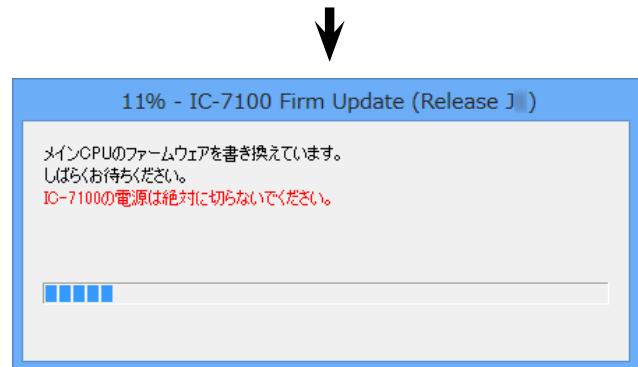 11% - IC-7100 Firm Update (Release J )
メインCPUのファームウェアを書き換えています。
しばらくお待ちください。
IC-7100の電源は絶対に切らないでください。